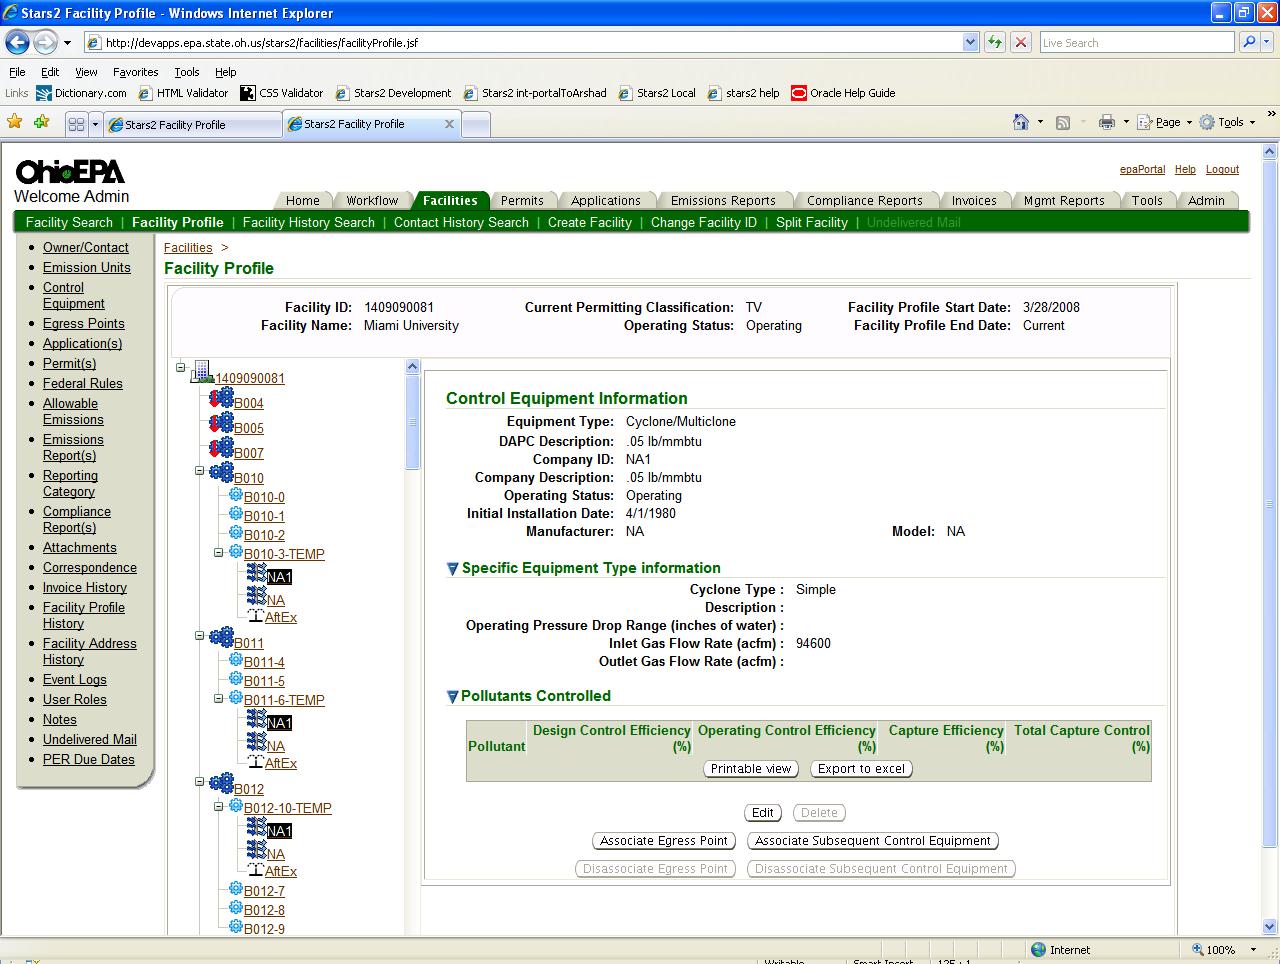 Stars2 Facility Profile - Windows Internet Explorer
http://devapps.epa.state.oh.us/stars2/facilities/facilityProfile.jsf
Live Search
File Edit View Favorites Tools Help
Links Dictionary.com HTML Validator CSS Validator Stars2 Development Stars2 int-portalToArshad Stars2 Local stars2 help Oracle Help Guide
Stars2 Facility Profile Stars2 Facility Profile Page Tools
OhioEPA
epaPortal Help Logout
Welcome Admin
Home Workflow Facilities Permits Applications Emissions Reports Compliance Reports Invoices Mgmt Reports Tools Admin
Facility Search | Facility Profile | Facility History Search | Contact History Search | Create Facility | Change Facility ID | Split Facility | Undelivered Mail
Owner/Contact
Emission Units
Control
Equipment
Egress Points
Application(s)
Permit(s)
Federal Rules
Allowable
Emissions
Emissions
Report(s)
Reporting
Category
Compliance
Report(s)
Attachments
Correspondence
Invoice History
Facility Profile
History
Facility Address
History
Event Logs
User Roles
Notes
Undelivered Mail
PER Due Dates
Facilities >
Facility Profile
Facility ID: 1409090081 Current Permitting Classification: TV Facility Profile Start Date: 3/28/2008
Facility Name: Miami University Operating Status: Operating Facility Profile End Date: Current
1409090081
B004
B005
B007
B010
B010-0
B010-1
B010-2
B010-3-TEMP
NA1
NA
AftEx
B011
B011-4
B011-5
B011-6-TEMP
NA1
NA
AftEx
B012
B012-10-TEMP
NA1
NA
AftEx
B012-7
B012-8
B012-9
Control Equipment Information
Equipment Type: Cyclone/Multiclone
DAPC Description: .05 lb/mmbtu
Company ID: NA1
Company Description: .05 lb/mmbtu
Operating Status: Operating
Initial Installation Date: 4/1/1980
Manufacturer: NA Model: NA
Specific Equipment Type information
Cyclone Type : Simple
Description :
Operating Pressure Drop Range (inches of water) :
Inlet Gas Flow Rate (acfm) : 94600
Outlet Gas Flow Rate (acfm) :
Pollutants Controlled
Pollutant Design Control Efficiency (%) Operating Control Efficiency (%) Capture Efficiency (%) Total Capture Control (%)
Printable view Export to excel
Edit Delete
Associate Egress Point Associate Subsequent Control Equipment
Disassociate Egress Point Disassociate Subsequent Control Equipment
Internet 100%
Writable Smart Insert 125 : 1